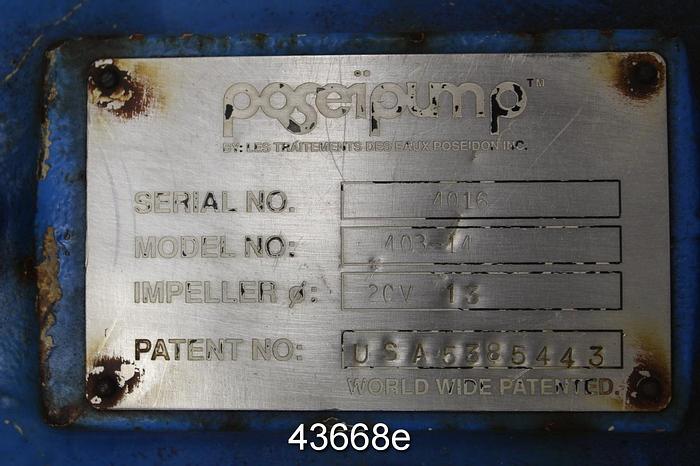 poseipump™
BY: LES TRAITEMENTS DES EAUX POSEIDON INC.
SERIAL NO. 4016
MODEL NO: 403-14
IMPELLER ø: 20V 13
PATENT NO: USA5385443
WORLD WIDE PATENTED.
43668e